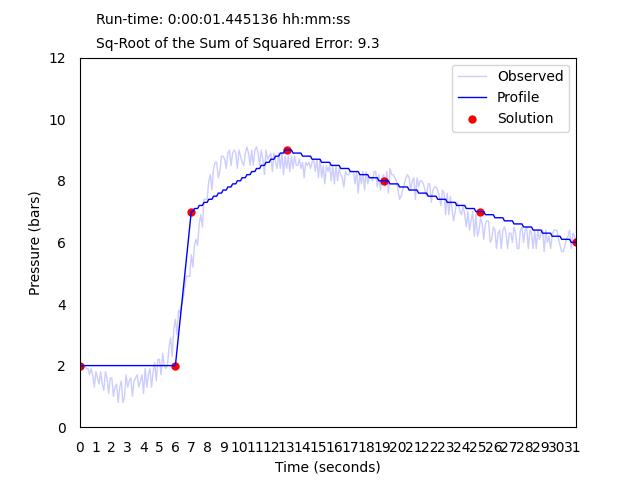 Run-time: 0:00:01.445136 hh:mm:ss
Sq-Root of the Sum of Squared Error: 9.3
12
10
8
6
4
2
0
Pressure (bars)
Observed
Profile
Solution
0 1 2 3 4 5 6 7 8 9 10 11 12 13 14 15 16 17 18 19 20 21 22 23 24 25 26 27 28 29 30 31
Time (seconds)